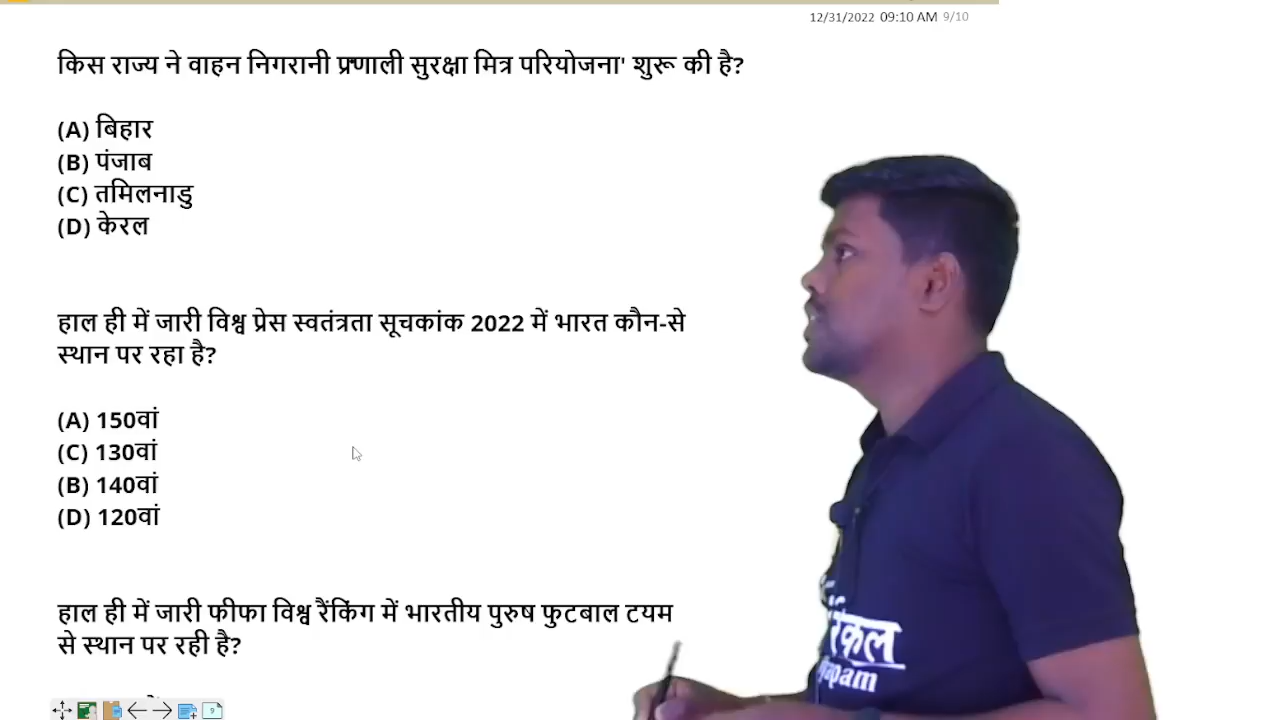 12/31/2022 09:10 AM 9/10
किस राज्य ने वाहन निगरानी प्रणाली सुरक्षा मित्र परियोजना' शुरू की है?
(A) बिहार
(B) पंजाब
(C) तमिलनाडु
(D) केरल
हाल ही में जारी विश्व प्रेस स्वतंत्रता सूचकांक 2022 में भारत कौन-से
स्थान पर रहा है?
(A) 150वां
(C) 130वां
(B) 140वां
(D) 120वां
हाल ही में जारी फीफा विश्व रैंकिंग में भारतीय पुरुष फुटबाल टयम
से स्थान पर रही है?
9